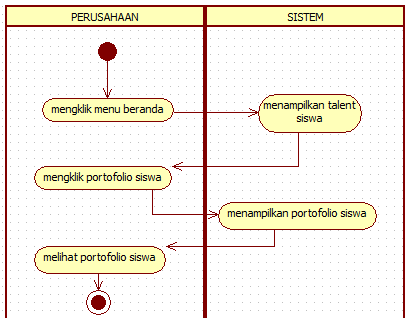 PERUSAHAAN
SISTEM
mengklik menu beranda
menampilkan talent
siswa
mengklik portofolio siswa
menampilkan portofolio siswa
melihat portofolio siswa